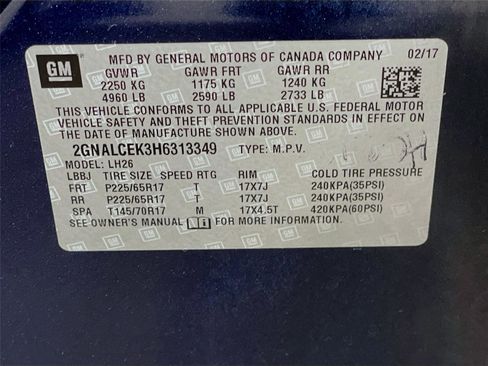 GM
MFD BY GENERAL MOTORS OF CANADA COMPANY 02/17
GVWR GAWR FRT GAWR RR
2250 KG 1175 KG 1240 KG
4960 LB 2590 LB 2733 LB
THIS VEHICLE CONFORMS TO ALL APPLICABLE U.S. FEDERAL MOTOR
VEHICLE SAFETY AND THEFT PREVENTION STANDARDS IN EFFECT ON
THE DATE OF MANUFACTURE SHOWN ABOVE.
2GNALCEK3H6313349 TYPE: M.P.V.
MODEL: LH26
LBBJ TIRE SIZE SPEED RTG RIM COLD TIRE PRESSURE
FRT P225/65R17 T 17X7J 240KPA(35PSI)
RR P225/65R17 T 17X7J 240KPA(35PSI)
SPA T145/70R17 M 17X4.5T 420KPA(60PSI)
SEE OWNER'S MANUAL FOR MORE INFORMATION.